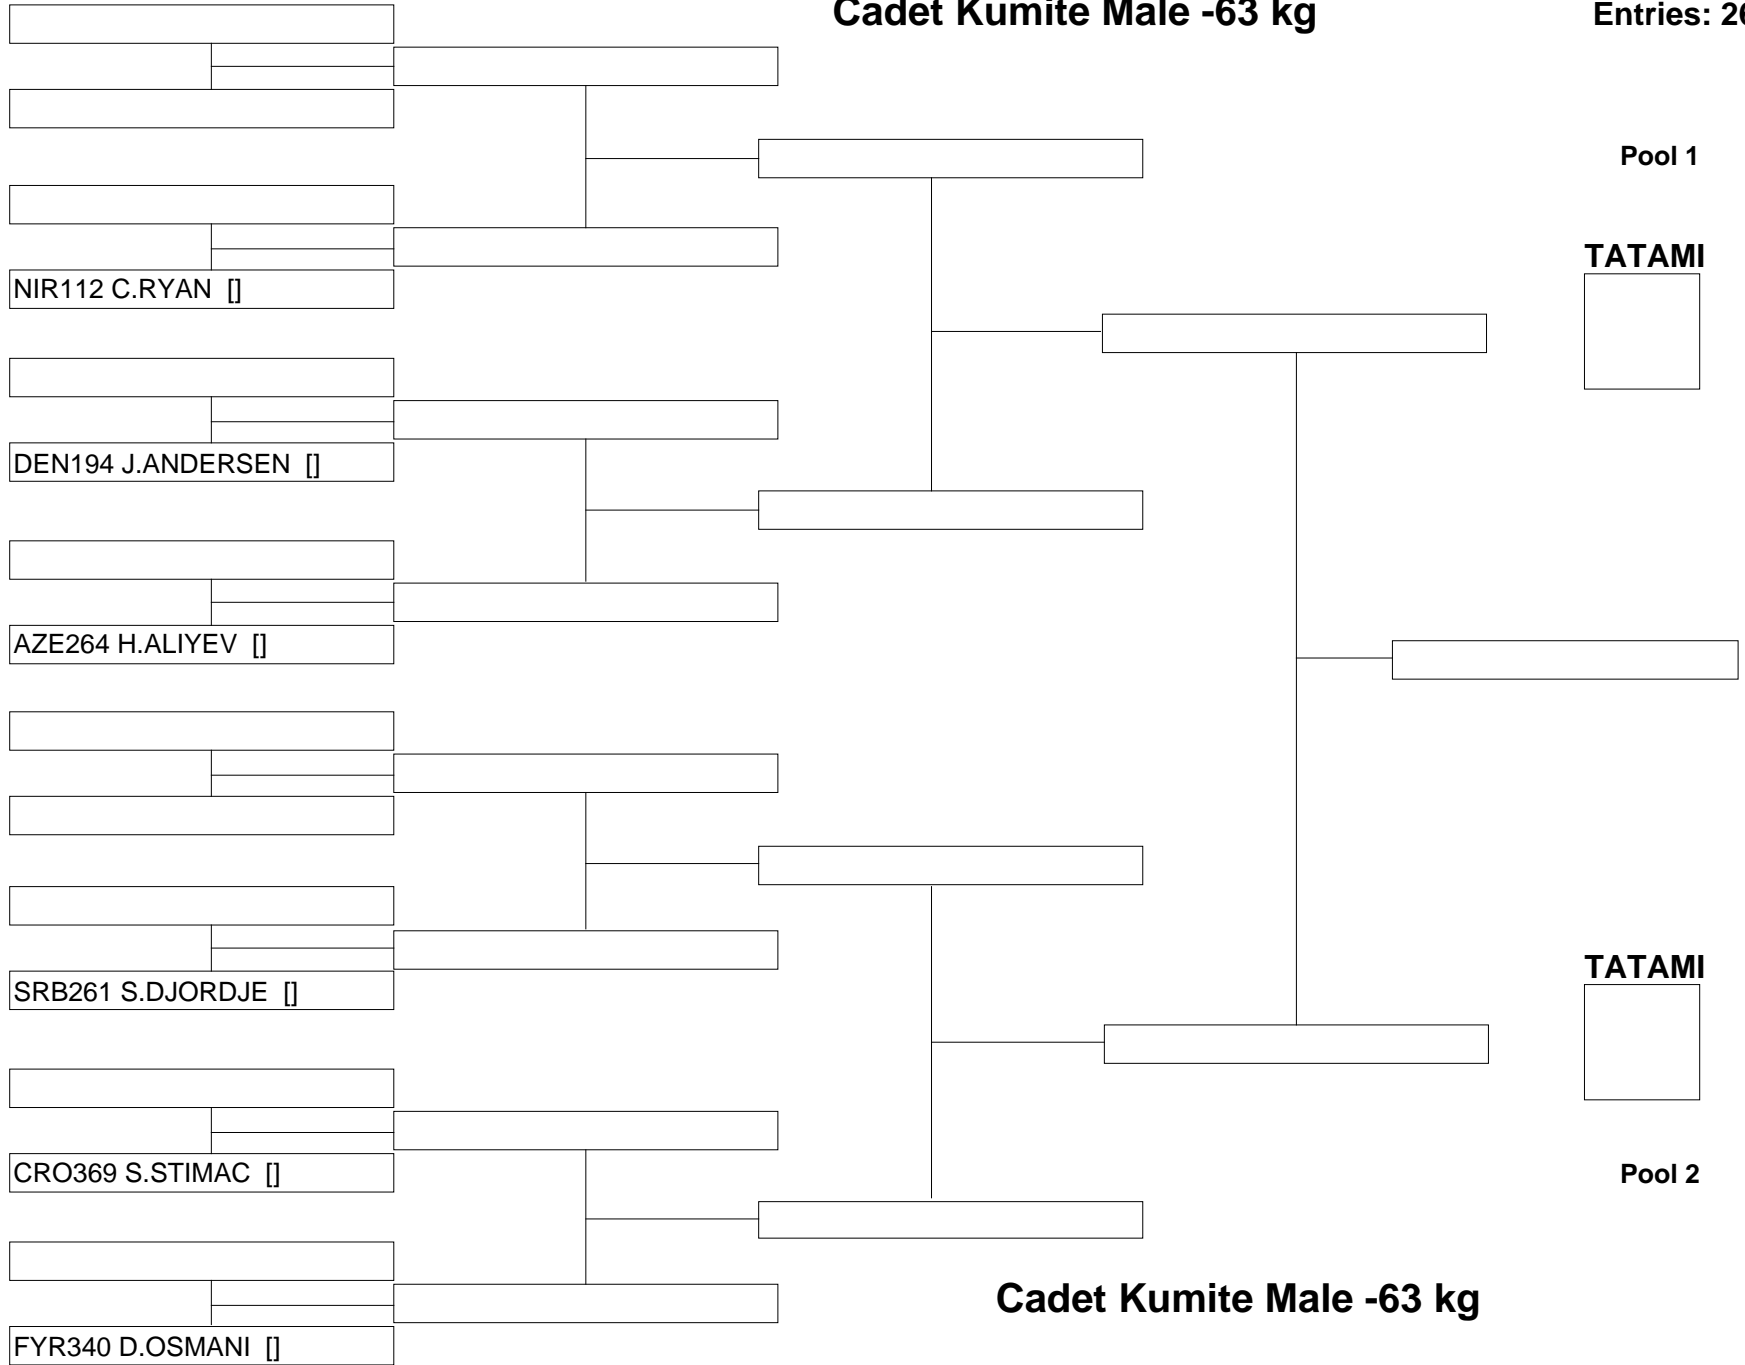 Cadet Kumite Male -63 kg
Entries: 26
Pool 1
TATAMI
NIR112 C.RYAN []
DEN194 J.ANDERSEN []
AZE264 H.ALIYEV []
SRB261 S.DJORDJE []
TATAMI
CRO369 S.STIMAC []
Pool 2
Cadet Kumite Male -63 kg
FYR340 D.OSMANI []